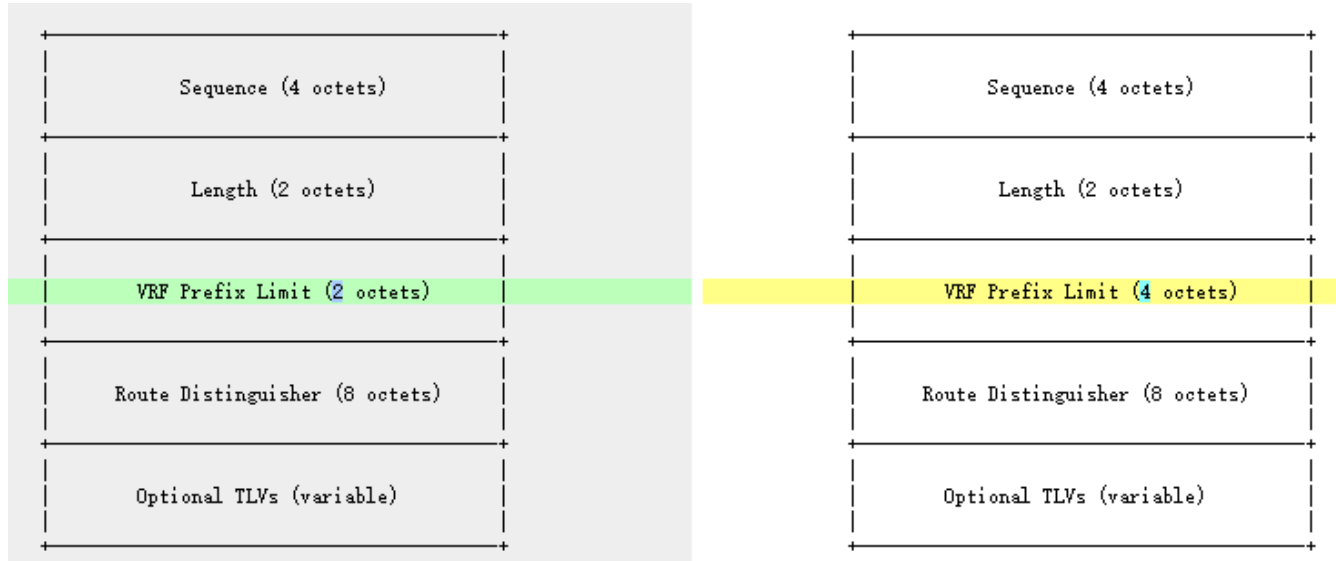 Sequence (4 octets)
Length (2 octets)
VRF Prefix Limit (2 octets)
Route Distinguisher (8 octets)
Optional TLVs (variable)
Sequence (4 octets)
Length (2 octets)
VRF Prefix Limit (4 octets)
Route Distinguisher (8 octets)
Optional TLVs (variable)